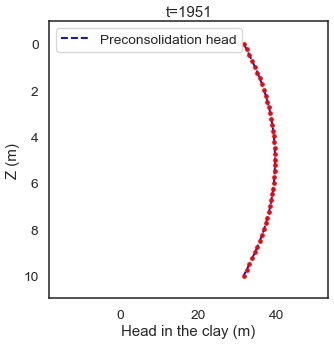 t=1951
Preconsolidation head
0
2
4
6
8
10
Z (m)
0
20
40
Head in the clay (m)